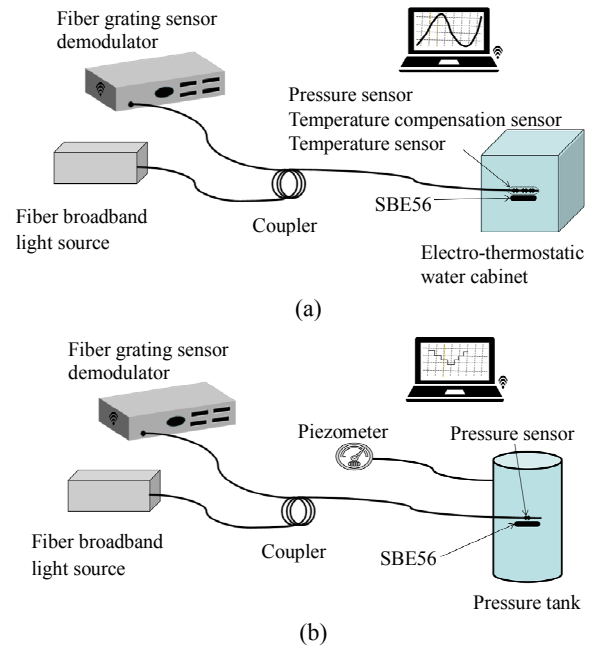 Fiber grating sensor
demodulator
Pressure sensor
Temperature compensation sensor
Temperature sensor
SBE56
Fiber broadband
light source
Coupler
Electro-thermostatic
water cabinet
(a)
Fiber grating sensor
demodulator
Piezometer
Pressure sensor
Fiber broadband
light source
Coupler
SBE56
Pressure tank
(b)